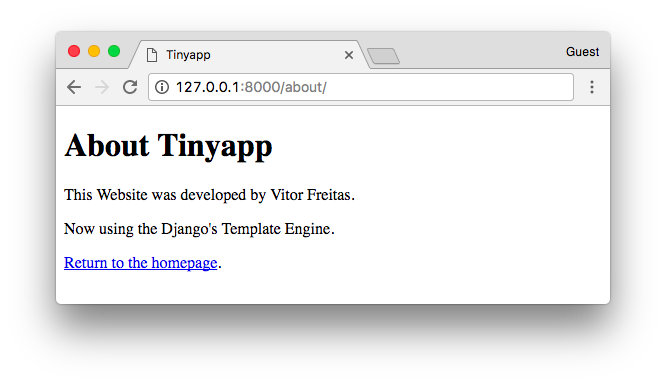 Tinyapp
Guest
127.0.0.1:8000/about/
About Tinyapp
This Website was developed by Vitor Freitas.
Now using the Django's Template Engine.
Return to the homepage.